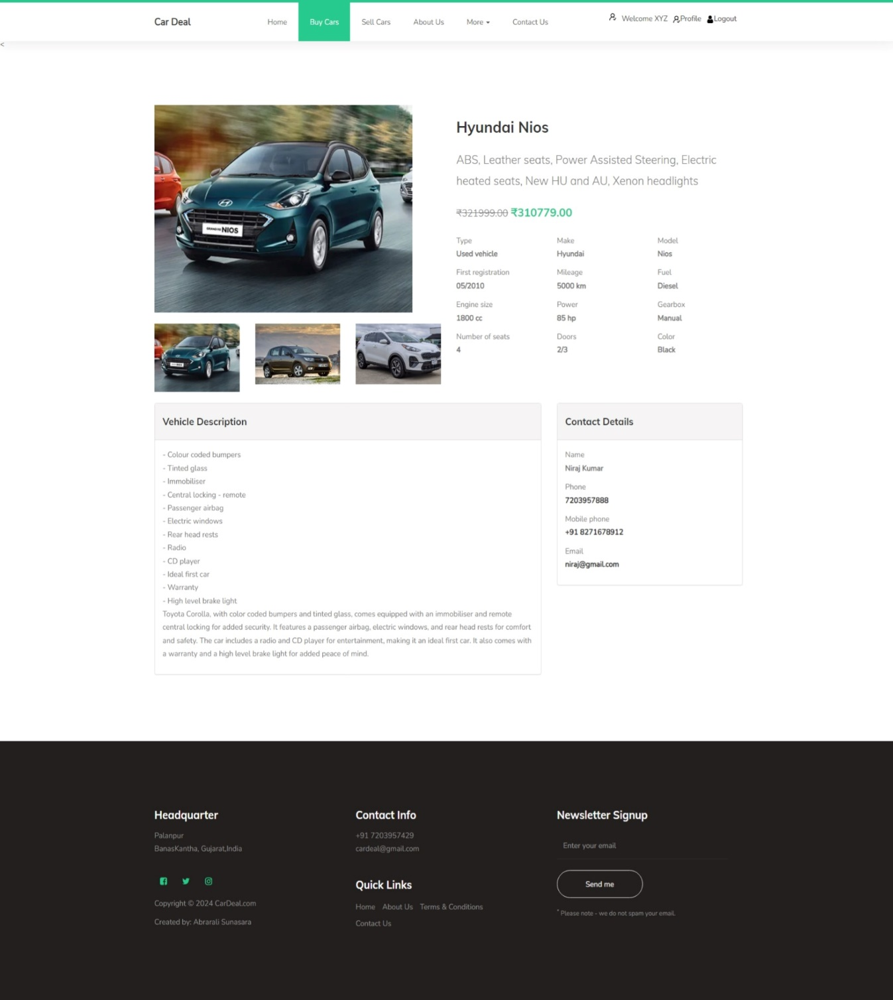 Car Deal
Home
Buy Cars
Sell Cars
About Us
More
Contact Us
Welcome XYZ
Profile
Logout
<
GRAND i10 NIOS
Hyundai Nios
ABS, Leather seats, Power Assisted Steering, Electric
heated seats, New HU and AU, Xenon headlights
₹321999.00 ₹310779.00
Type
Used vehicle
Make
Hyundai
Model
Nios
First registration
05/2010
Mileage
5000 km
Fuel
Diesel
Engine size
1800 cc
Power
85 hp
Gearbox
Manual
Number of seats
4
Doors
2/3
Color
Black
Vehicle Description
- Colour coded bumpers
- Tinted glass
- Immobiliser
- Central locking - remote
- Passenger airbag
- Electric windows
- Rear head rests
- Radio
- CD player
- Ideal first car
- Warranty
- High level brake light
Toyota Corolla, with color coded bumpers and tinted glass, comes equipped with an immobiliser and remote
central locking for added security. It features a passenger airbag, electric windows, and rear head rests for comfort
and safety. The car includes a radio and CD player for entertainment, making it an ideal first car. It also comes with
a warranty and a high level brake light for added peace of mind.
Contact Details
Name
Niraj Kumar
Phone
7203957888
Mobile phone
+91 8271678912
Email
niraj@gmail.com
Headquarter
Palanpur
BanasKantha, Gujarat,India
Copyright © 2024 CarDeal.com
Created by: Abrarali Sunasara
Contact Info
+91 7203957429
cardeal@gmail.com
Quick Links
Home About Us Terms & Conditions
Contact Us
Newsletter Signup
Enter your email
Send me
* Please note - we do not spam your email.